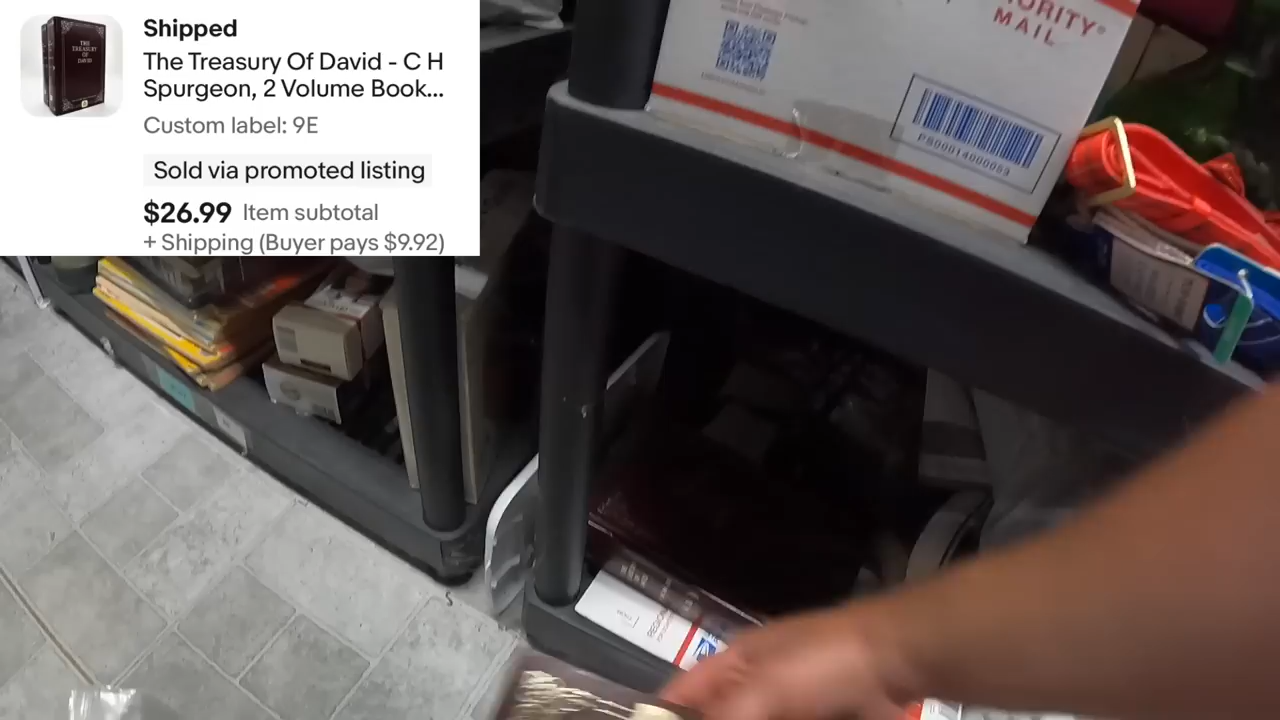 Shipped
The Treasury Of David - C H
Spurgeon, 2 Volume Book...
Custom label: 9E
Sold via promoted listing
$26.99 Item subtotal
+ Shipping (Buyer pays $9.92)
THE
TREASURY
OF
DAVID
MAIL
PS00014000083